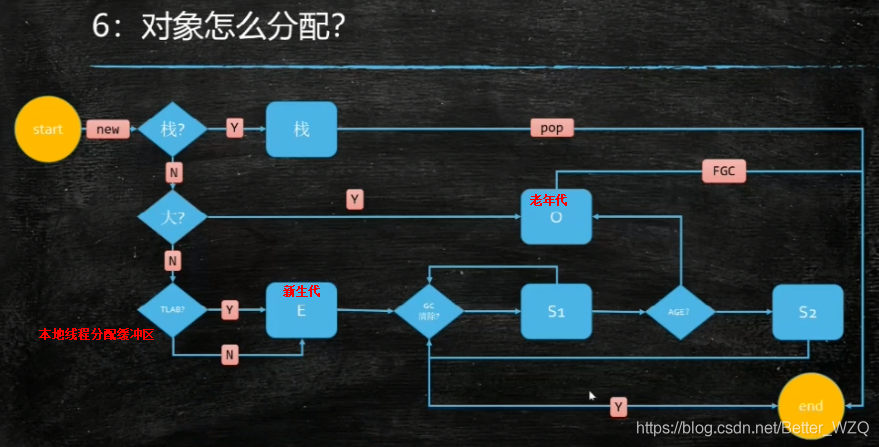 6：对象怎么分配?
start
new
栈?
Y
栈
pop
N
FGC
Y
老年代
大?
O
N
新生代
TLAB?
Y
E
GC
清除?
S1
AGE?
S2
本地线程分配缓冲区
N
Y
end
https://blog.csdn.net/Better_WZQ